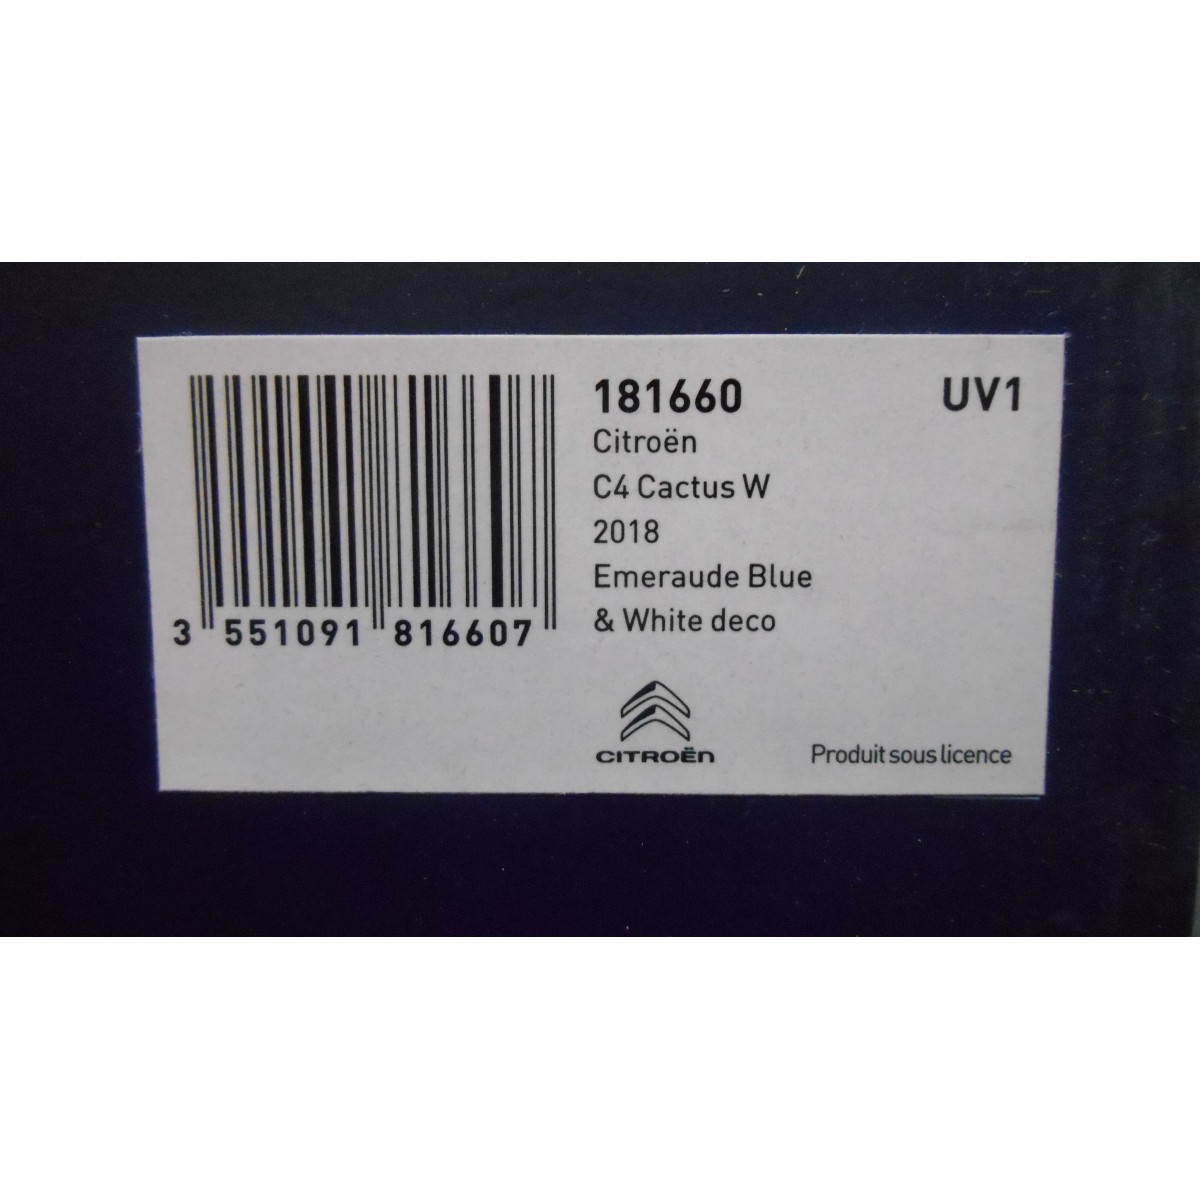 181660 UV1
Citroën
C4 Cactus W
2018
Emeraude Blue
& White deco
3 551091 816607
CITROËN
Produit sous licence